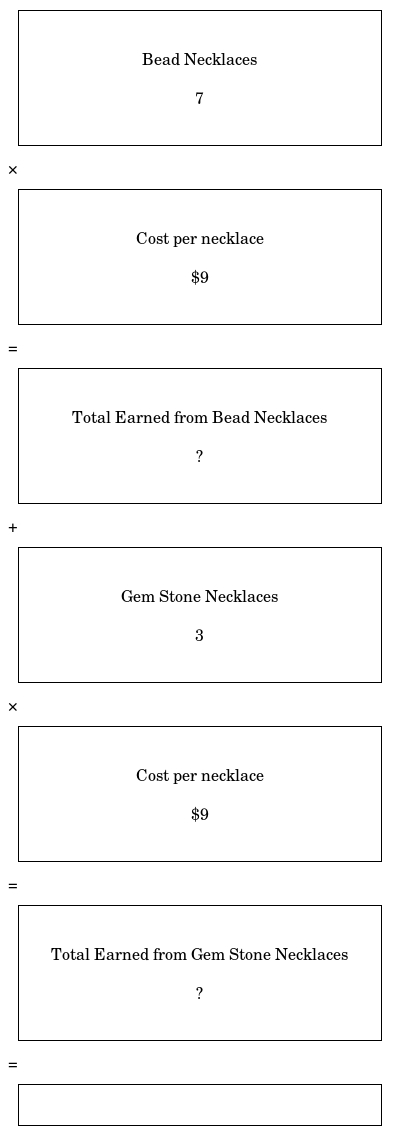 Bead Necklaces
7
×
Cost per necklace
$9
=
Total Earned from Bead Necklaces
?
+
Gem Stone Necklaces
3
×
Cost per necklace
$9
=
Total Earned from Gem Stone Necklaces
?
=